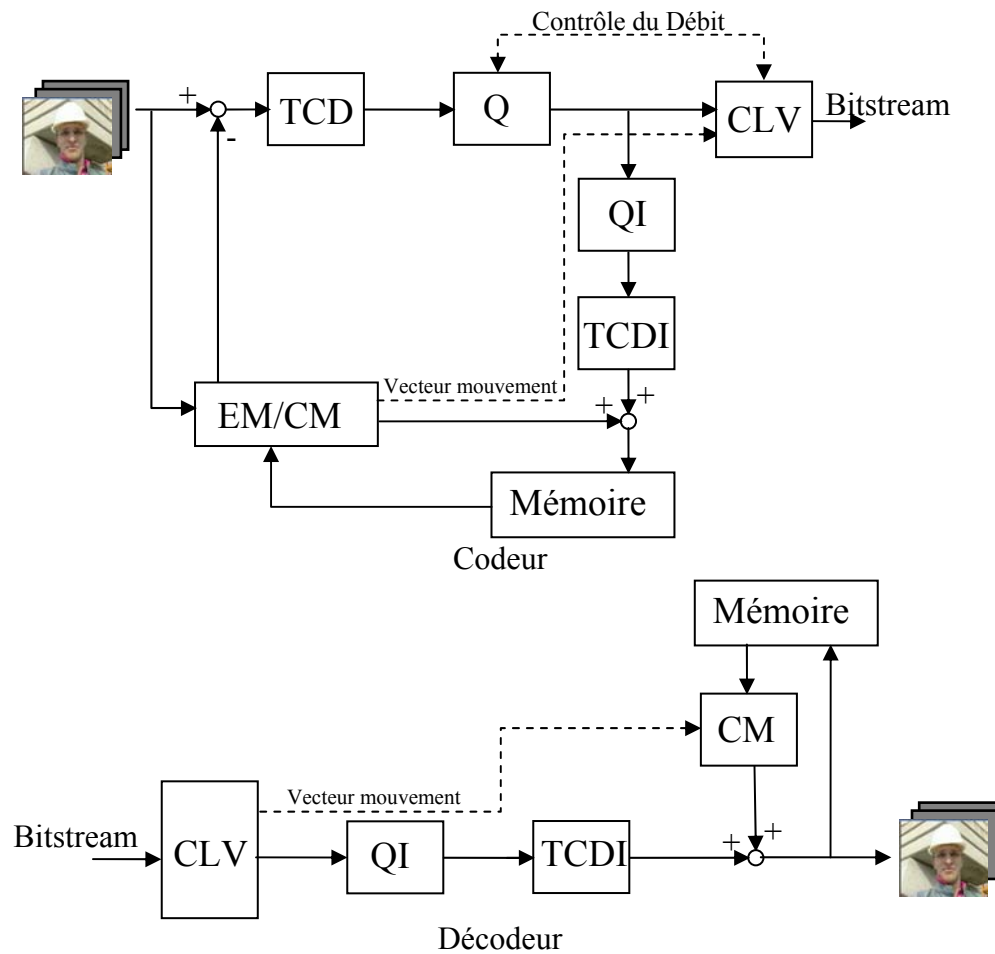 Contrôle du Débit
+
TCD
Q
CLV
Bitstream
-
QI
TCDI
Vecteur mouvement
EM/CM
+
+
Mémoire
Codeur
Mémoire
CM
Vecteur mouvement
Bitstream
CLV
QI
TCDI
+
+
Décodeur